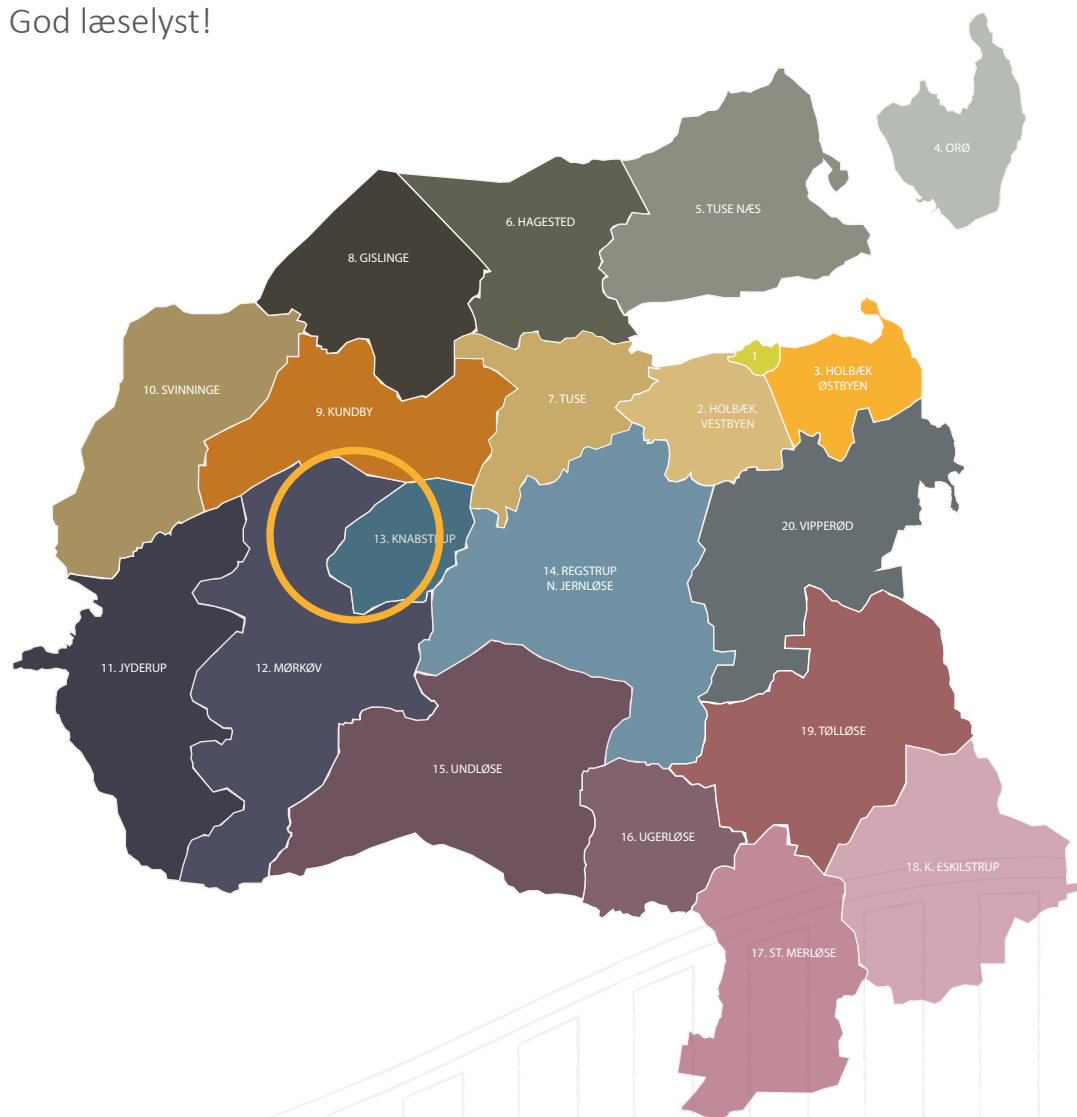 God læselyst!
4. ORØ
5. TUSE NÆS
6. HAGESTED
8. GISLINGE
1
3. HOLBÆK
ØSTBYEN
10. SVINNINGE
7. TUSE
9. KUNDBY
2. HOLBÆK.
VESTBYEN
20. VIPPERØD
13. KNABSTRUP
14. REGSTRUP
N. JERNLØSE
11. JYDERUP
12. MØRKØV
19. TØLLØSE
15. UNDLØSE
16. UGERLØSE
18. K. ESKILSTRUP
17. ST. MERLØSE